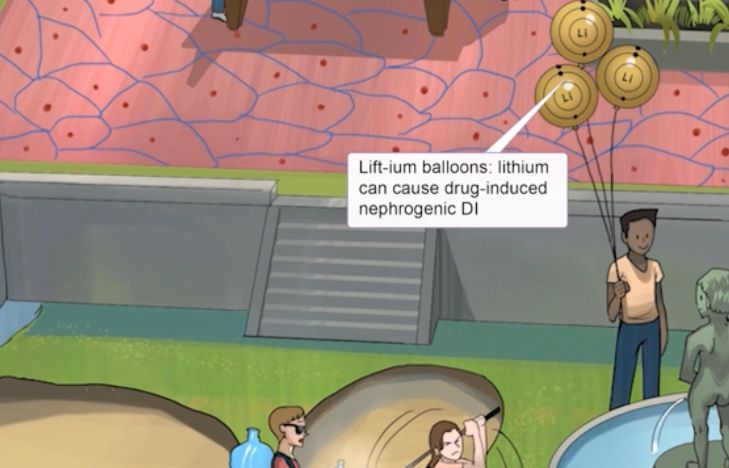 Li
Li
Li
Lift-ium balloons: lithium
can cause drug-induced
nephrogenic DI